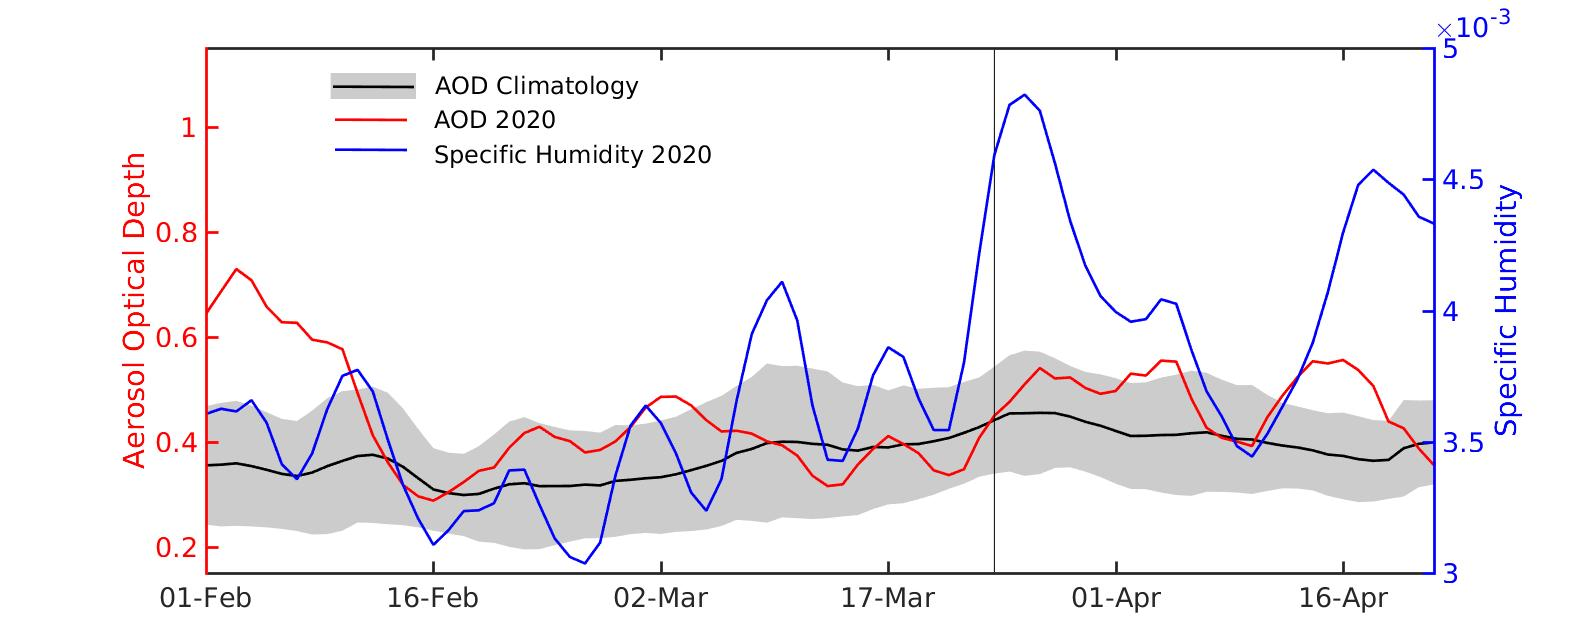 ×10-3
AOD Climatology
AOD 2020
Specific Humidity 2020
Aerosol Optical Depth
1
0.8
0.6
0.4
0.2
5
4.5
4
3.5
3
Specific Humidity
01-Feb 16-Feb 02-Mar 17-Mar 01-Apr 16-Apr